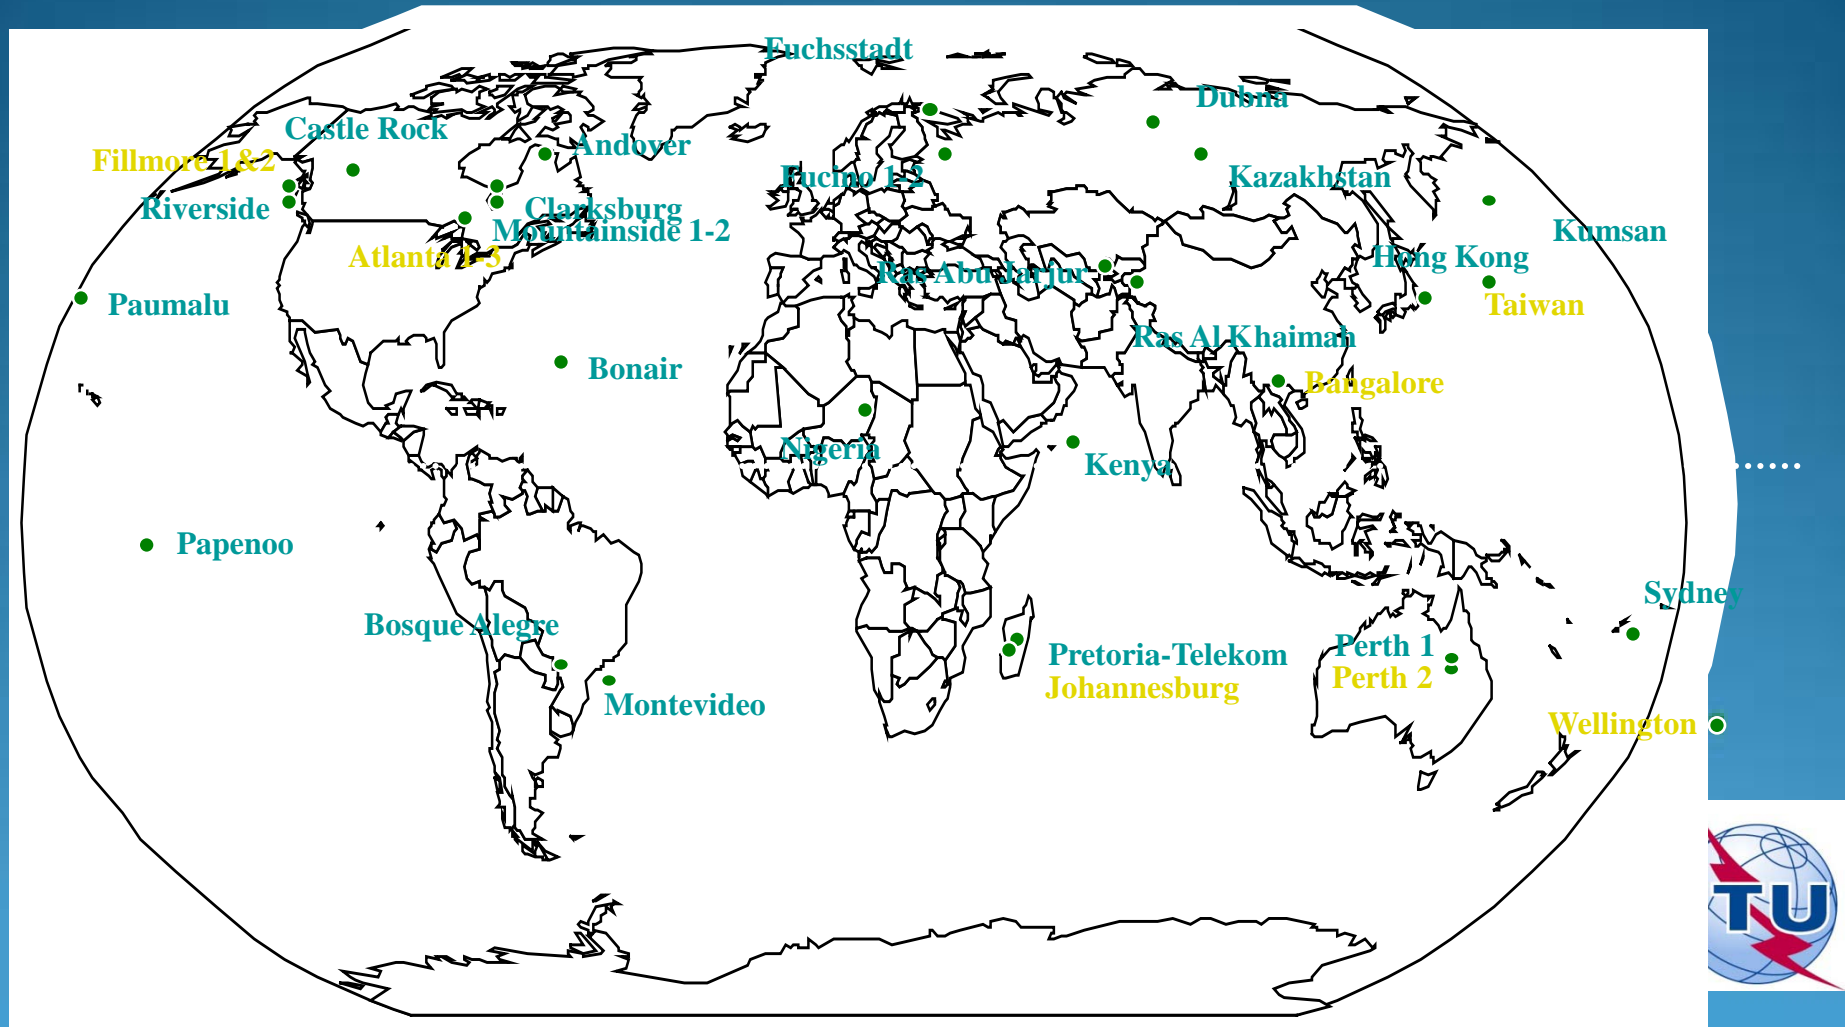 Fuchsstadt
Dubna
Castle Rock
Andover
Fillmore 1&2
Fucino 1-2
Kazakhstan
Riverside
Clarksburg
Mountainside 1-2
Kumsan
Atlanta 1-3
Hong Kong
Ras Abu Jarjur
Paumalu
Taiwan
Ras Al Khaimah
Bonair
Bangalore
Nigeria
Kenya
Papenoo
Sydney
Bosque Alegre
Perth 1
Pretoria-Telekom
Perth 2
Johannesburg
Montevideo
Wellington
TU